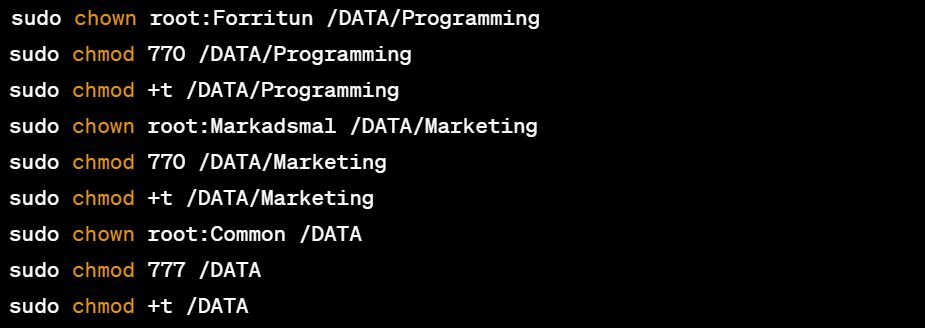 sudo chown root:Forritun /DATA/Programming
sudo chmod 770 /DATA/Programming
sudo chmod +t /DATA/Programming
sudo chown root:Markadsmal /DATA/Marketing
sudo chmod 770 /DATA/Marketing
sudo chmod +t /DATA/Marketing
sudo chown root:Common /DATA
sudo chmod 777 /DATA
sudo chmod +t /DATA